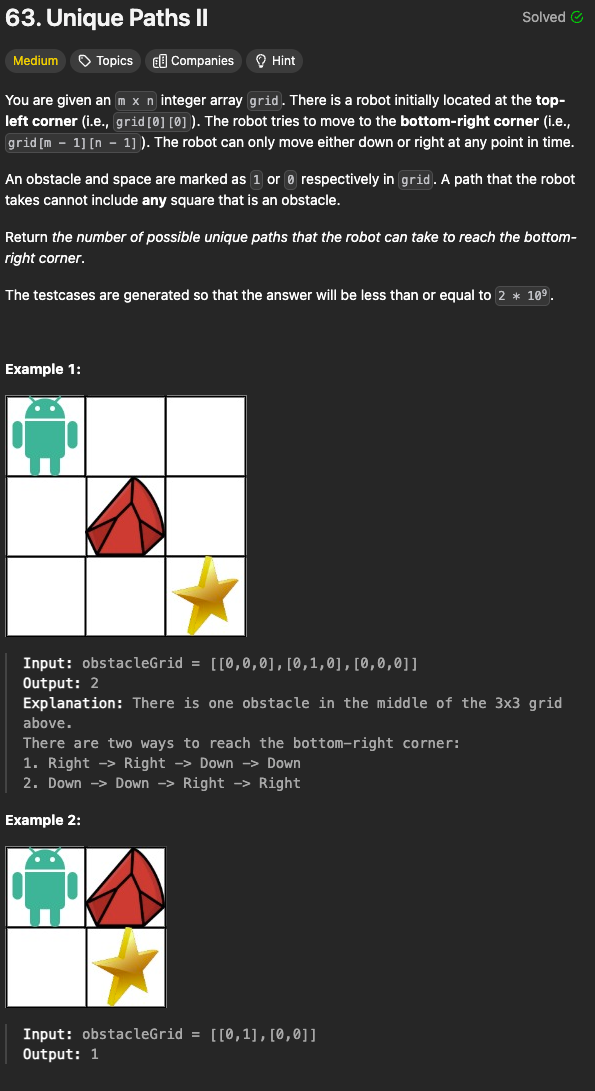 63. Unique Paths II
Solved
Medium
Topics
Companies
Hint
You are given an m x n integer array grid. There is a robot initially located at the top-
left corner (i.e., grid[0][0]). The robot tries to move to the bottom-right corner (i.e.,
grid[m - 1][n - 1]). The robot can only move either down or right at any point in time.
An obstacle and space are marked as 1 or 0 respectively in grid. A path that the robot
takes cannot include any square that is an obstacle.
Return the number of possible unique paths that the robot can take to reach the bottom-
right corner.
The testcases are generated so that the answer will be less than or equal to 2 * 10⁹.
Example 1:
Input: obstacleGrid = [[0,0,0],[0,1,0],[0,0,0]]
Output: 2
Explanation: There is one obstacle in the middle of the 3x3 grid
above.
There are two ways to reach the bottom-right corner:
1. Right -> Right -> Down -> Down
2. Down -> Down -> Right -> Right
Example 2:
Input: obstacleGrid = [[0,1],[0,0]]
Output: 1